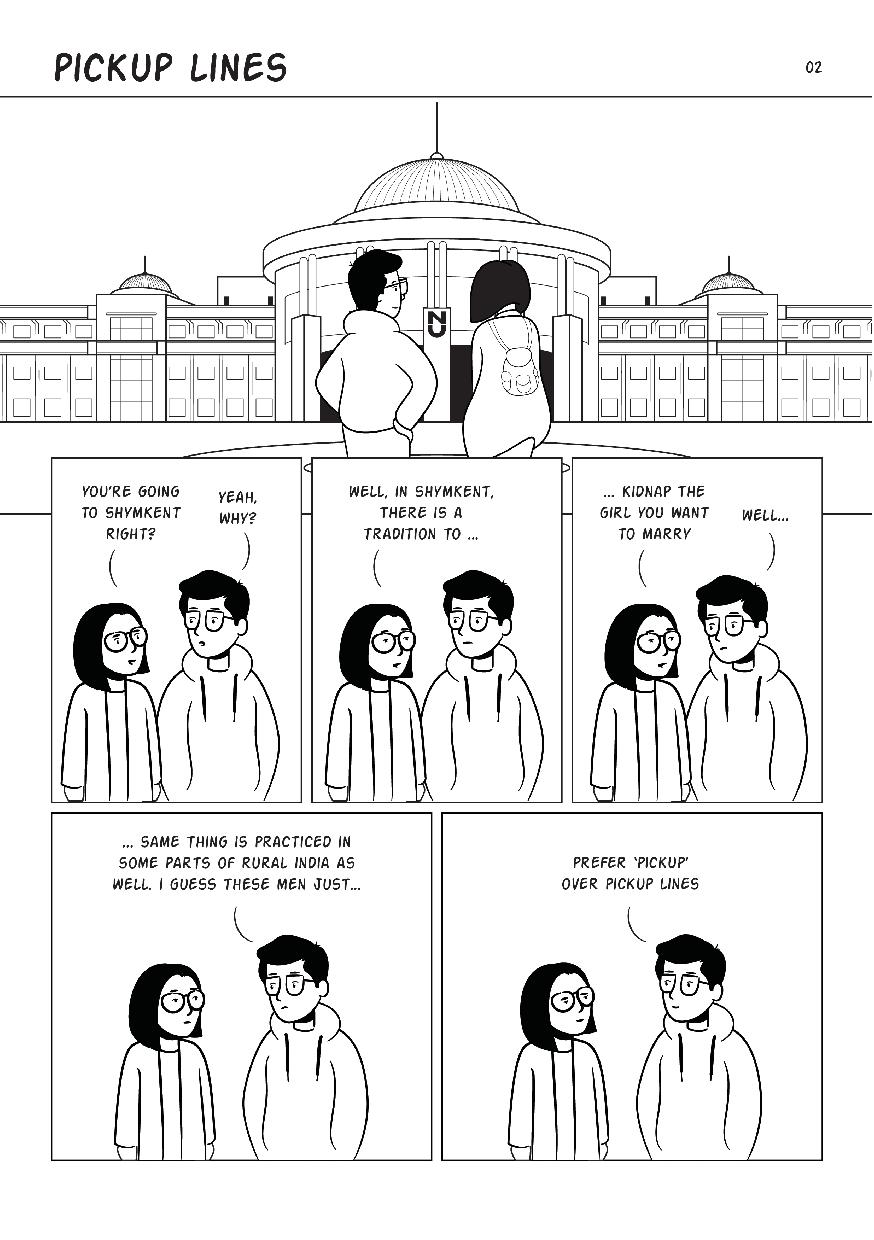 PICKUP LINES
02
NU
YOU'RE GOING
TO SHYMKENT
RIGHT?
YEAH,
WHY?
WELL, IN SHYMKENT,
THERE IS A
TRADITION TO ...
... KIDNAP THE
GIRL YOU WANT
TO MARRY
WELL...
... SAME THING IS PRACTICED IN
SOME PARTS OF RURAL INDIA AS
WELL. I GUESS THESE MEN JUST...
PREFER 'PICKUP'
OVER PICKUP LINES